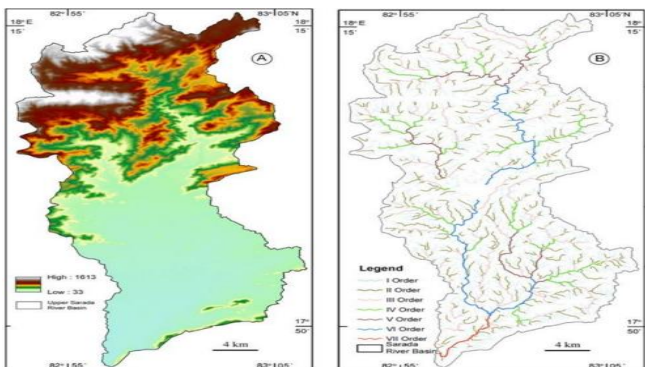 82° 55' 83° 05' N
18° E
15'
18°
15'
A
High : 1613
Low : 33
Upper Sarada
River Basin
17°
50'
4 km
82° 55' 83° 05'
82° 55' 83° 05' N
18° E
15'
18°
15'
B
Legend
I Order
II Order
III Order
IV Order
V Order
VI Order
VII Order
Sarada
River Basin
17°
50'
4 km
82° 55' 83° 05'